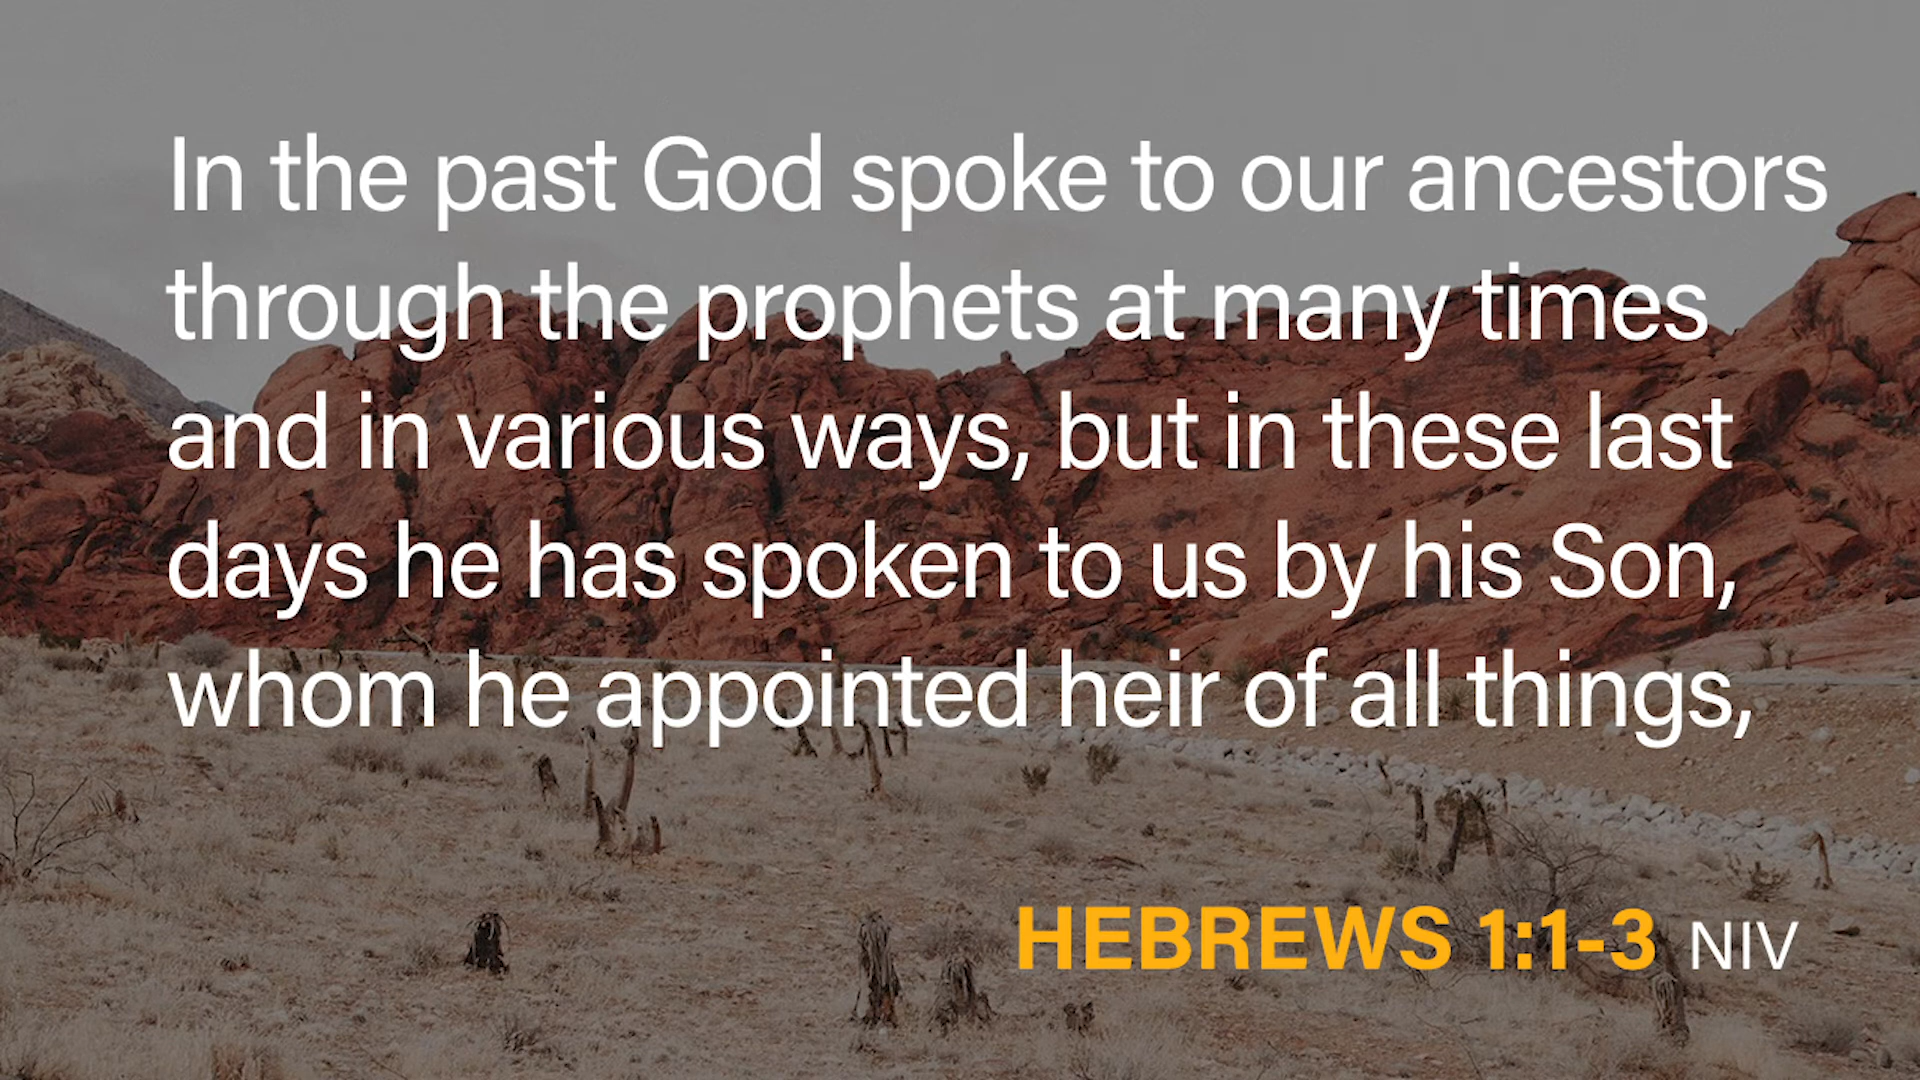 In the past God spoke to our ancestors
through the prophets at many times
and in various ways, but in these last
days he has spoken to us by his Son,
whom he appointed heir of all things,
HEBREWS 1:1-3 NIV